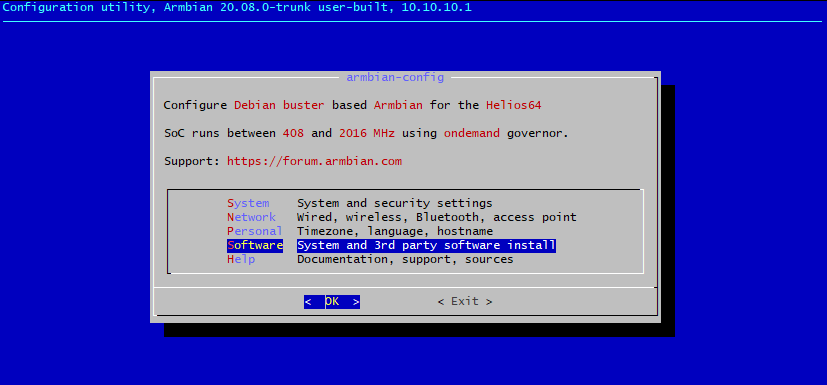 Configuration utility, Armbian 20.08.0-trunk user-built, 10.10.10.1
armbian-config
Configure Debian buster based Armbian for the Helios64
SoC runs between 408 and 2016 MHz using ondemand governor.
Support: https://forum.armbian.com
System System and security settings
Network Wired, wireless, Bluetooth, access point
Personal Timezone, language, hostname
Software System and 3rd party software install
Help Documentation, support, sources
< OK > < Exit >